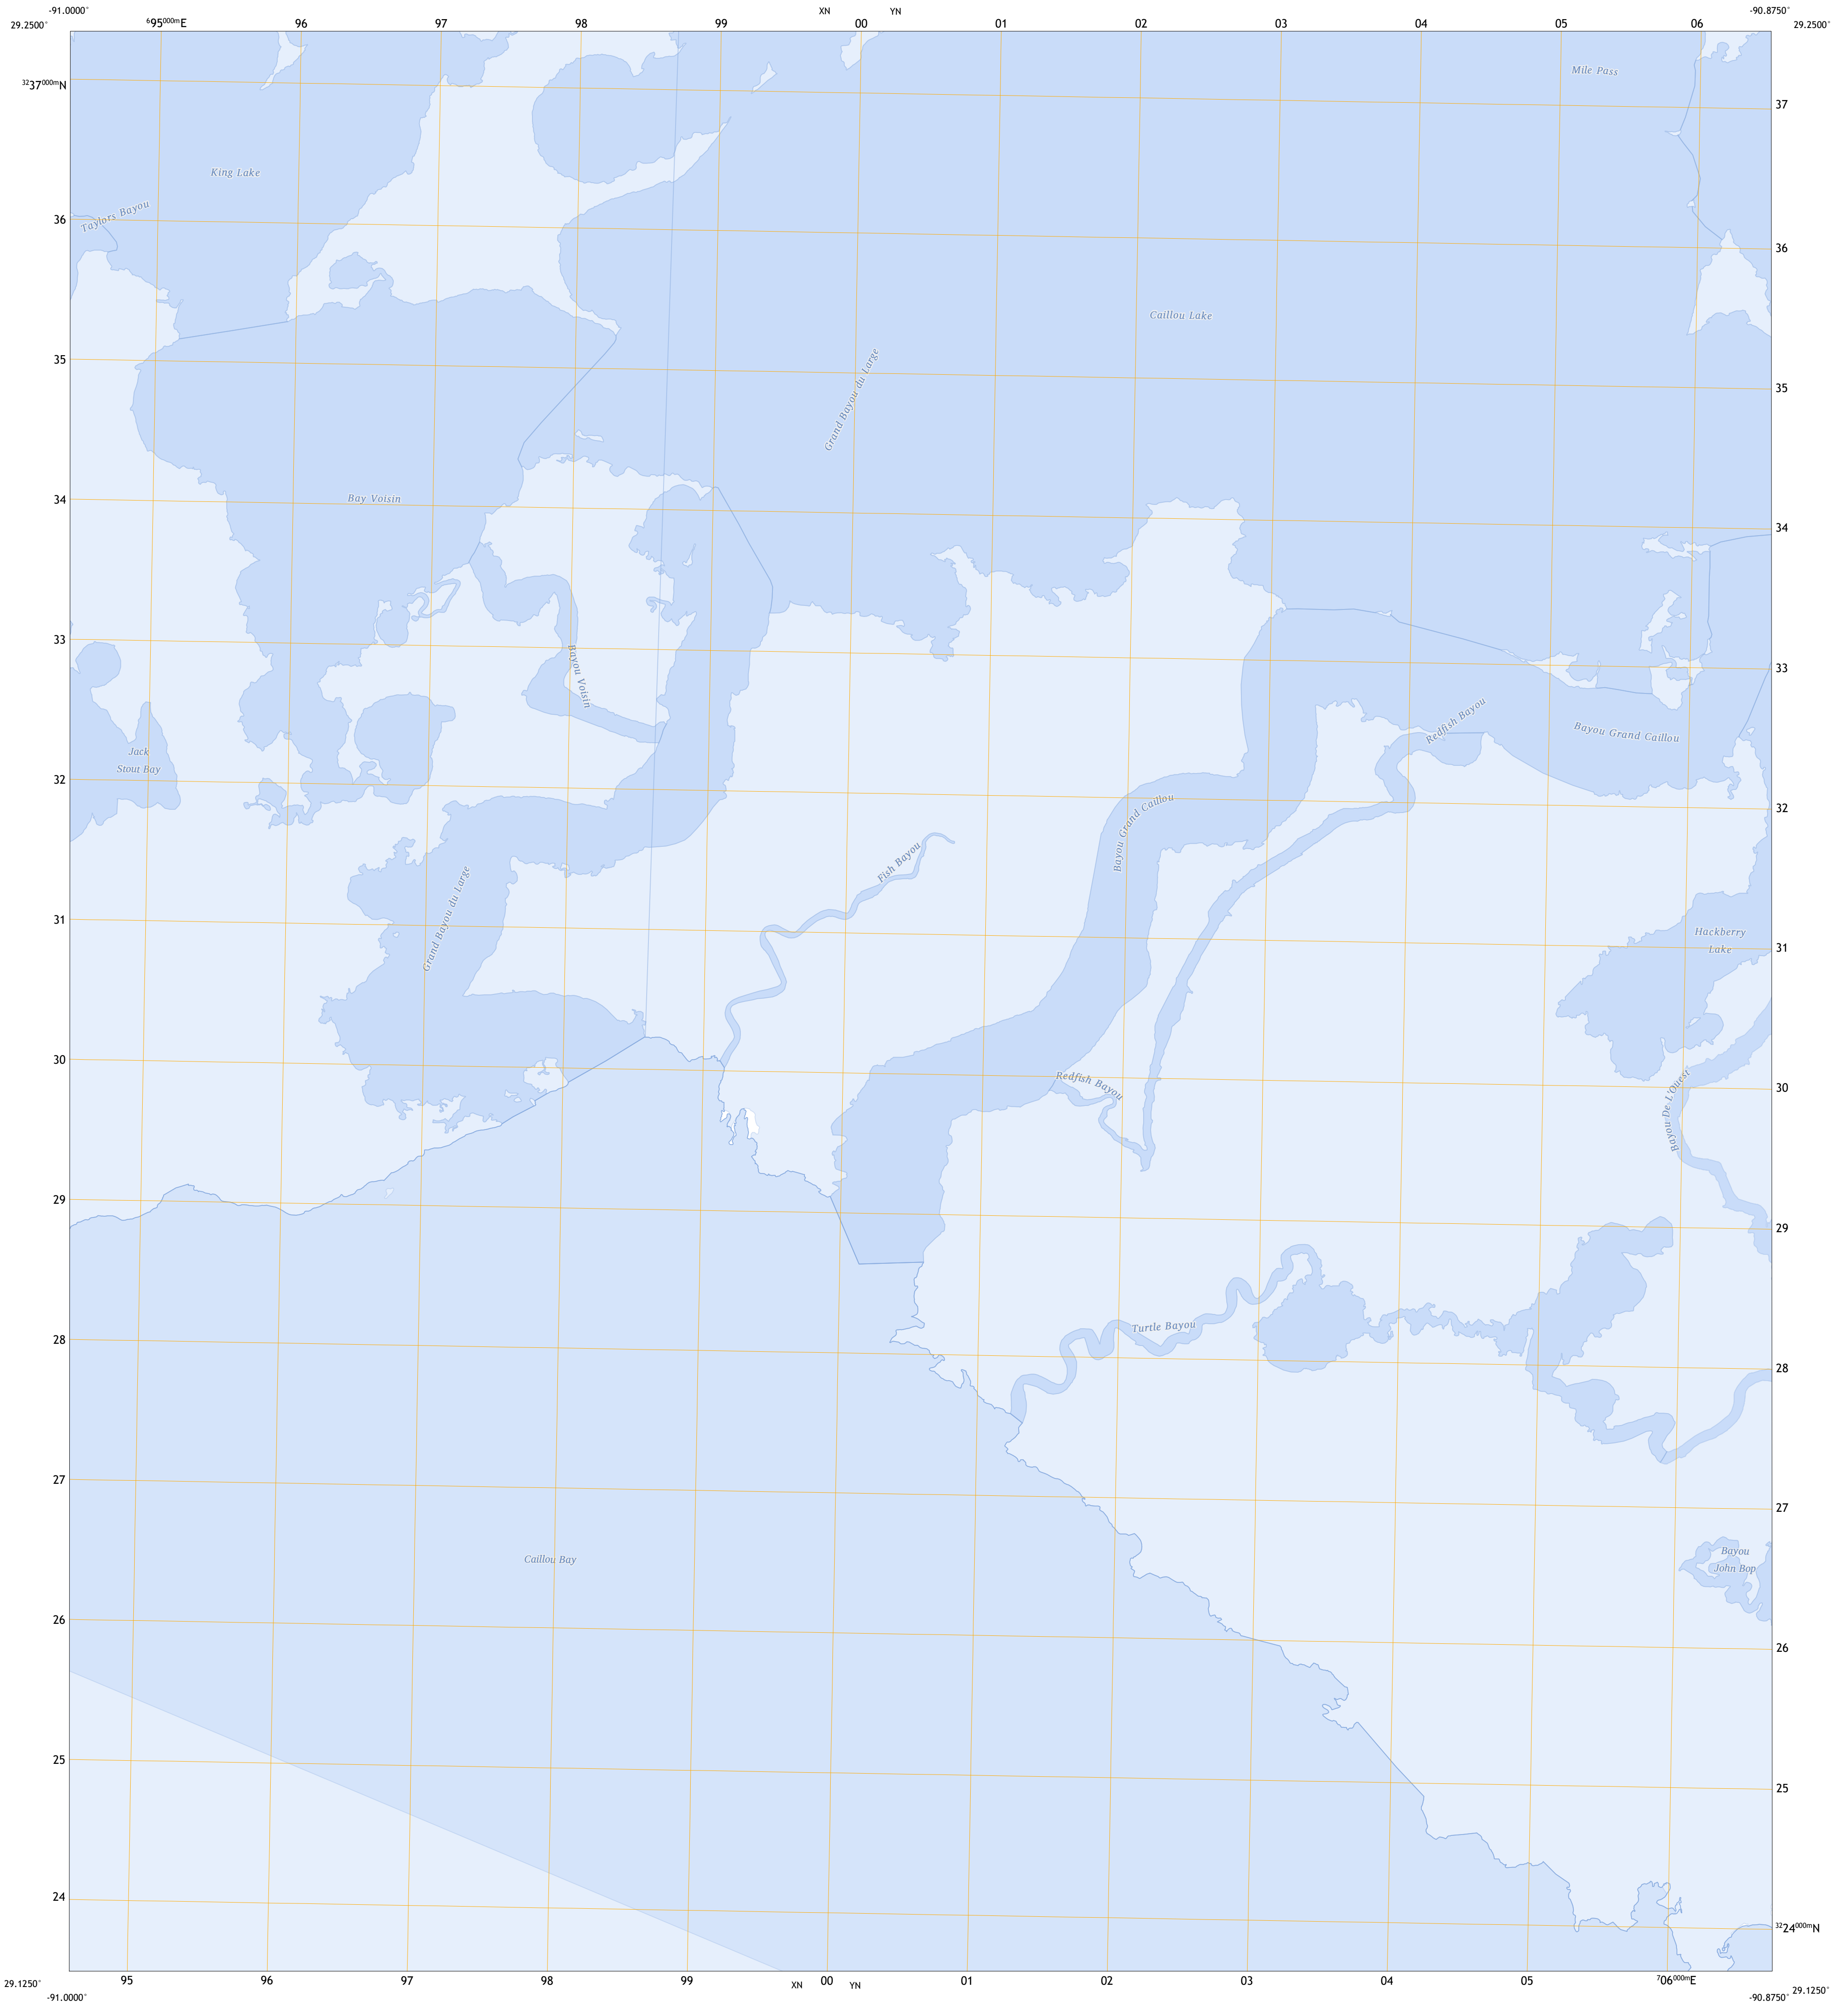 -91.0000°
⁶95⁰⁰⁰ᵐE 96 97 98 99 XN 00 YN 01 02 03 04 05 06
-90.8750°
29.2500°
29.2500°
Mile Pass
³²37⁰⁰⁰ᵐN
37
King Lake
Taylors Bayou
36
36
Caillou Lake
Grand Bayou du Large
35
35
Bay Voisin
34
34
33
33
Bayou Voisin
Redfish Bayou
Bayou Grand Caillou
Jack
Stout Bay
32
32
Bayou Grand Caillou
Fish Bayou
Grand Bayou du Large
31
Hackberry
Lake
31
30
30
Redfish Bayou
Bayou De L'Ouest
29
29
Turtle Bayou
28
28
27
27
Caillou Bay
Bayou
John Bop
26
26
25
25
24
³²24⁰⁰⁰ᵐN
29.1250°
95 96 97 98 99 XN 00 YN 01 02 03 04 05 ⁷06⁰⁰⁰ᵐE
29.1250°
-91.0000°
-90.8750°